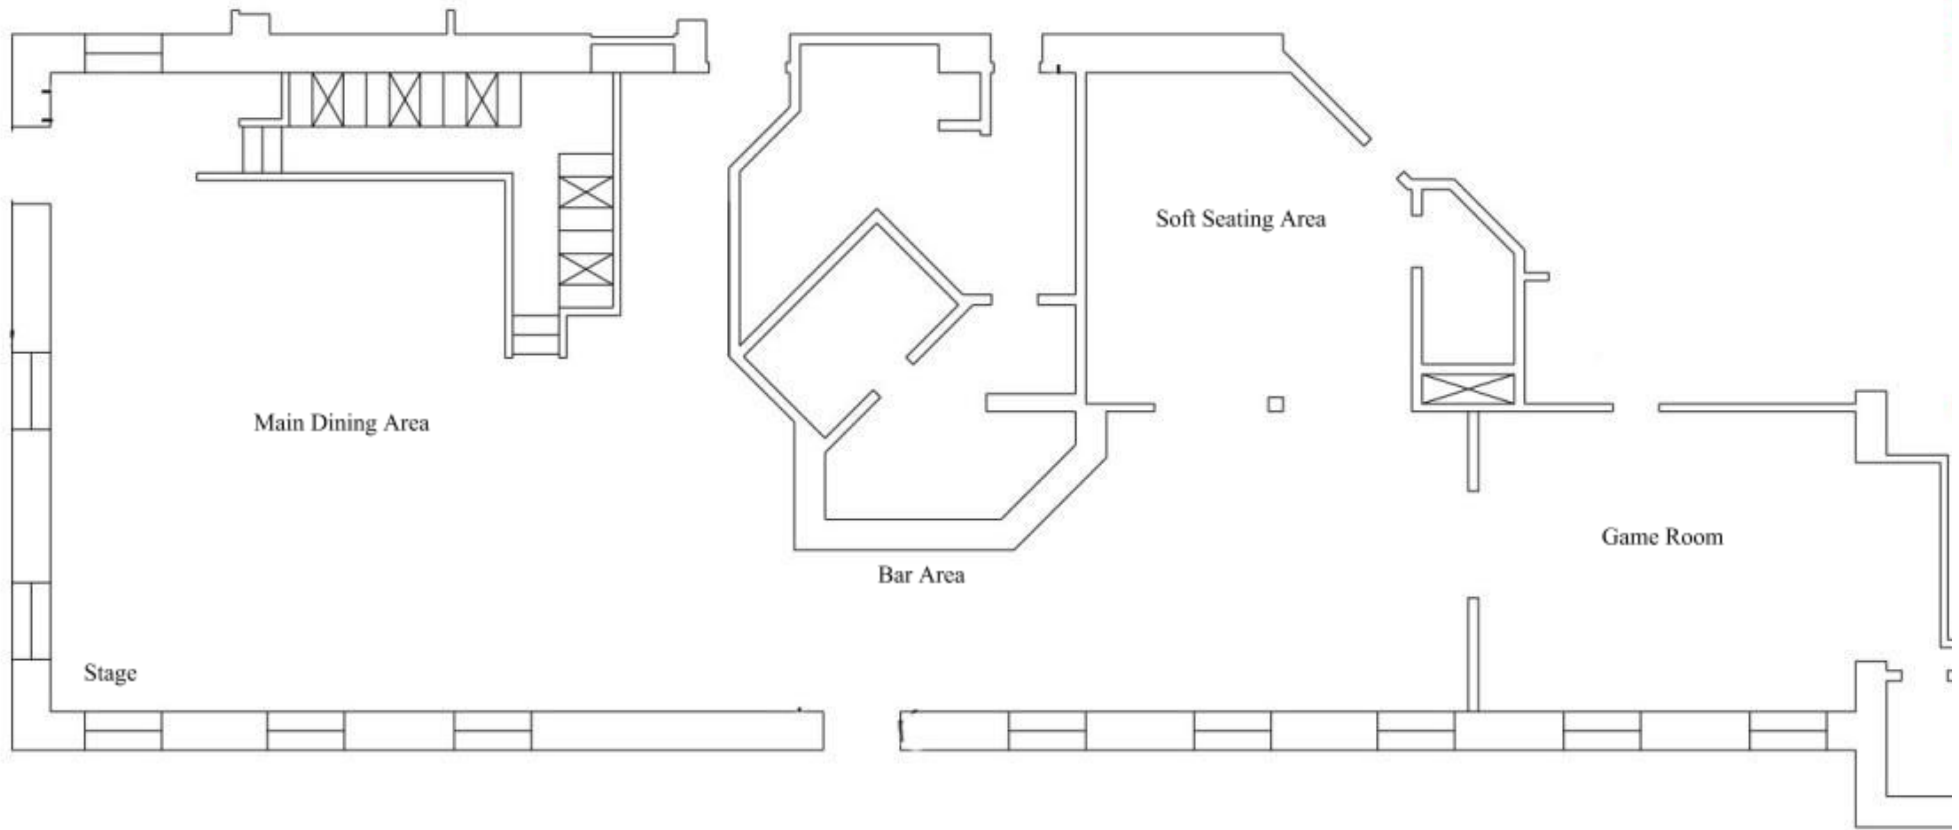 Soft Seating Area
Main Dining Area
Game Room
Bar Area
Stage